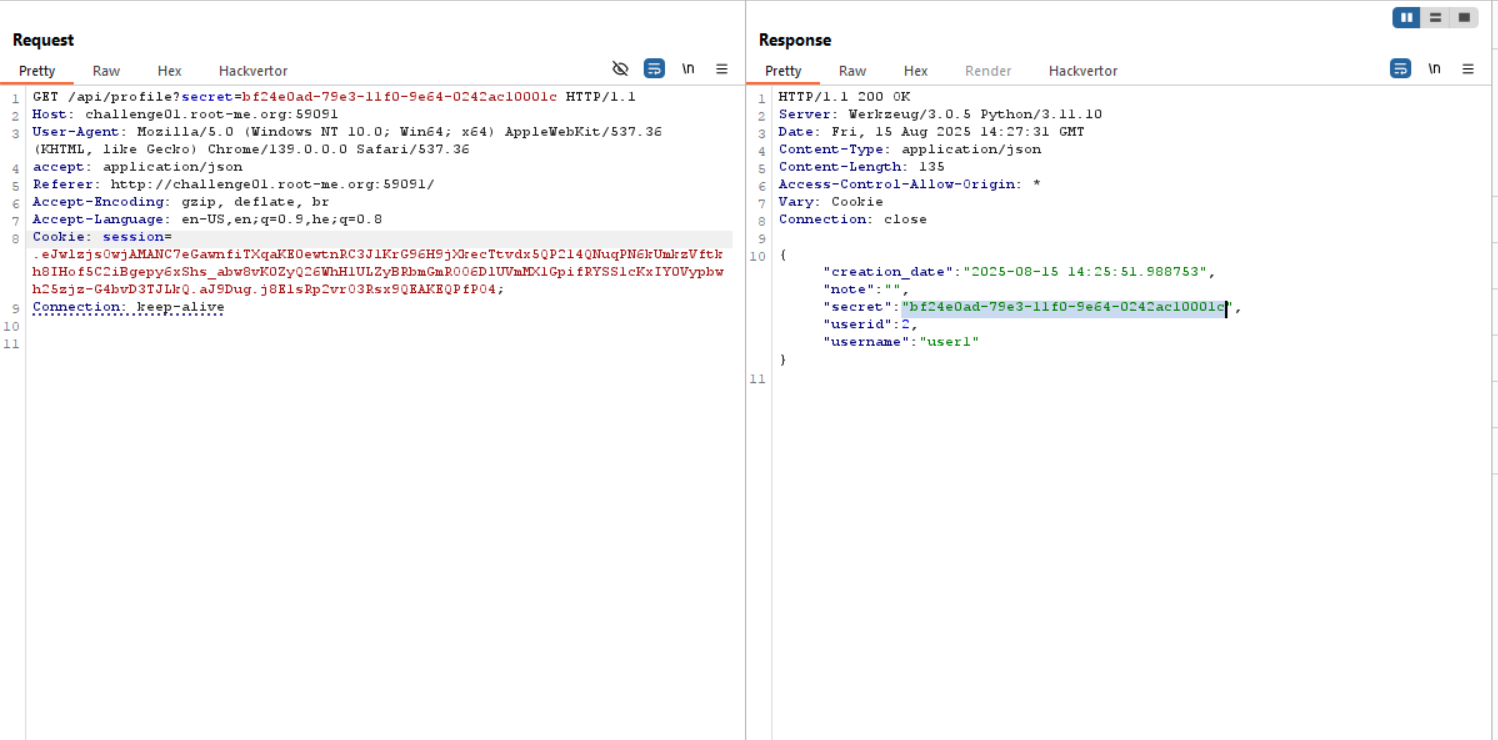 Request
Pretty Raw Hex Hackvertor \n
1 GET /api/profile?secret=bf24e0ad-79e3-11f0-9e64-0242ac10001c HTTP/1.1
2 Host: challenge01.root-me.org:59091
3 User-Agent: Mozilla/5.0 (Windows NT 10.0; Win64; x64) AppleWebKit/537.36
(KHTML, like Gecko) Chrome/139.0.0.0 Safari/537.36
4 accept: application/json
5 Referer: http://challenge01.root-me.org:59091/
6 Accept-Encoding: gzip, deflate, br
7 Accept-Language: en-US,en;q=0.9,he;q=0.8
8 Cookie: session=
9 Connection: keep-alive
10
11
Response
Pretty Raw Hex Render Hackvertor \n
1 HTTP/1.1 200 OK
2 Server: Werkzeug/3.0.5 Python/3.11.10
3 Date: Fri, 15 Aug 2025 14:27:31 GMT
4 Content-Type: application/json
5 Content-Length: 135
6 Access-Control-Allow-Origin: *
7 Vary: Cookie
8 Connection: close
9
10 {
"creation_date":"2025-08-15 14:25:51.988753",
"note":"",
"secret":"bf24e0ad-79e3-11f0-9e64-0242ac10001c",
"userid":2,
"username":"user1"
}
11